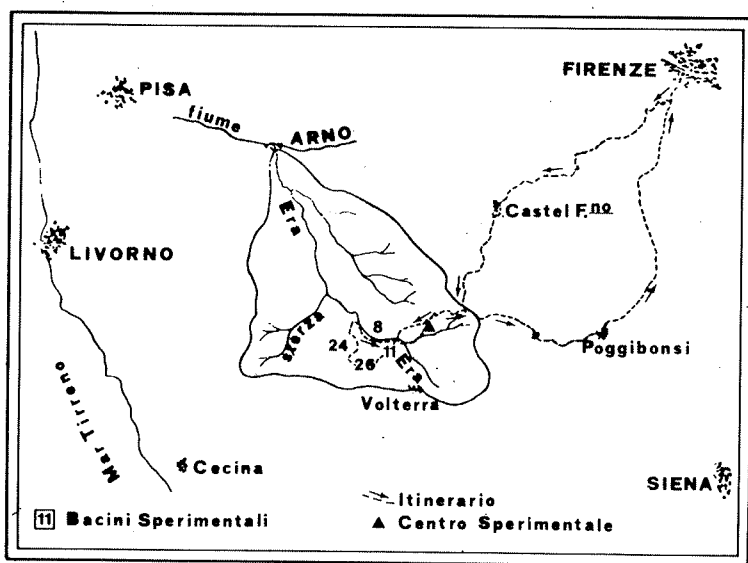 FIRENZE
PISA
fiume
ARNO
Era
Castel F.no
LIVORNO
sterza
8
24
11
26
Era
Poggibonsi
Volterra
Mar Tirreno
Cecina
SIENA
Itinerario
11 Bacini Sperimentali
Centro Sperimentale